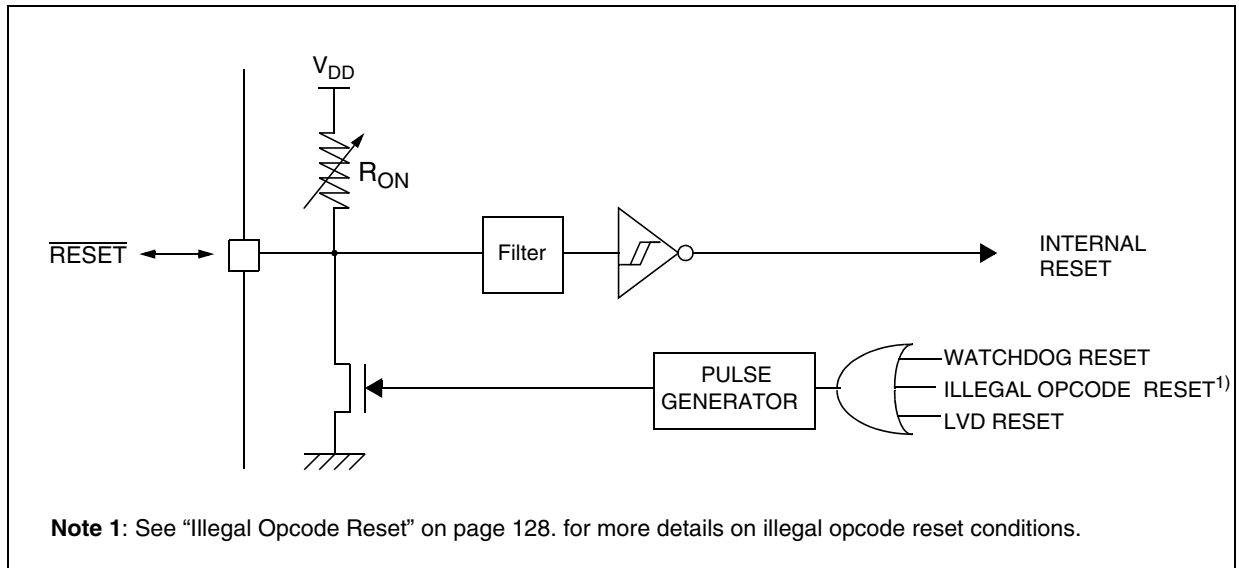 VDD
RON
RESET
Filter
INTERNAL
RESET
PULSE
GENERATOR
WATCHDOG RESET
ILLEGAL OPCODE RESET1)
LVD RESET
Note 1: See “Illegal Opcode Reset” on page 128. for more details on illegal opcode reset conditions.